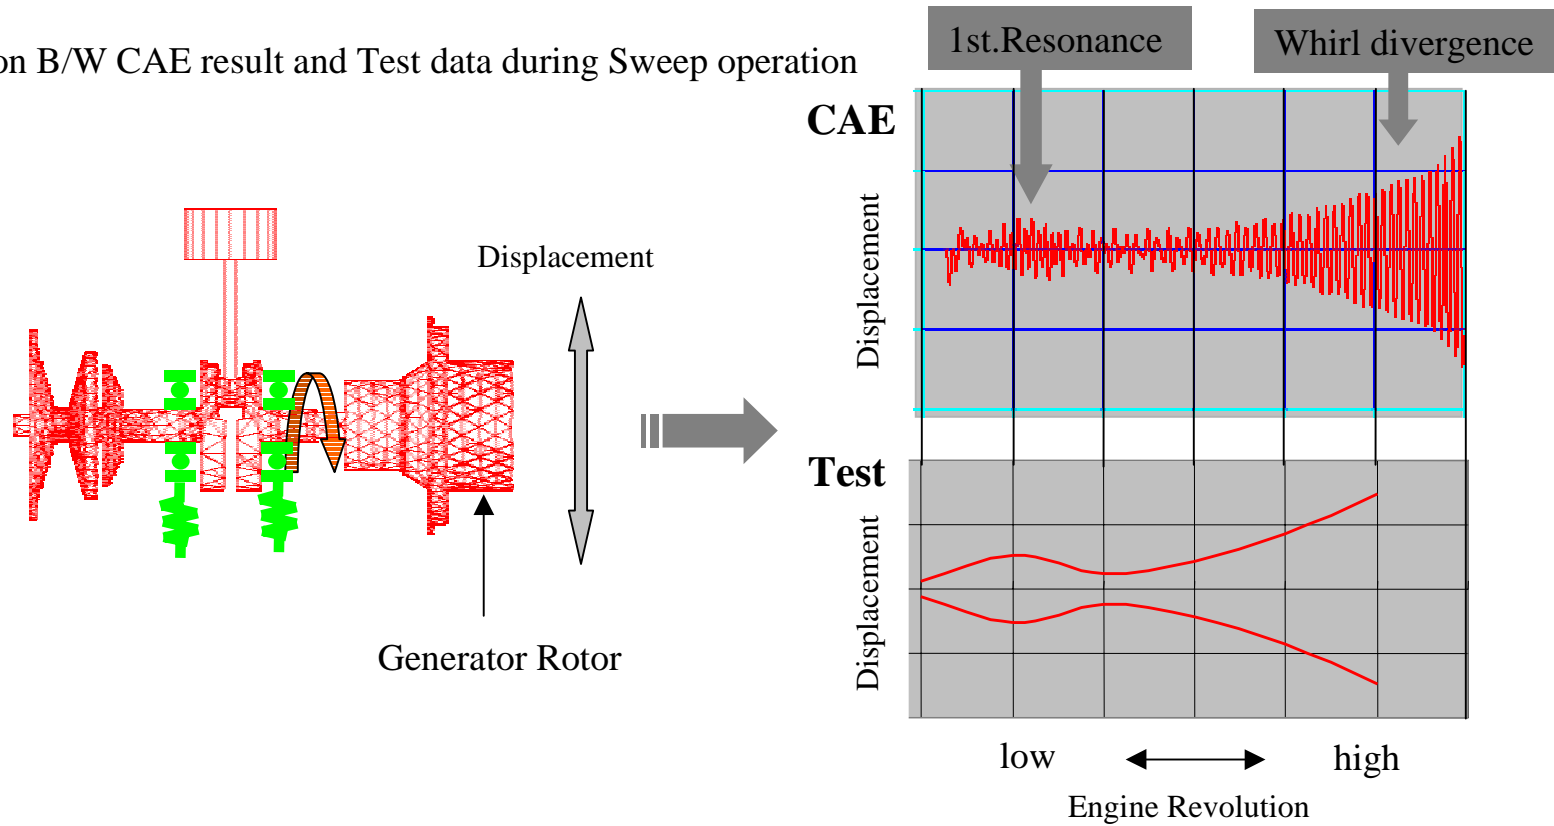 on B/W CAE result and Test data during Sweep operation
1st.Resonance
Whirl divergence
CAE
Displacement
Displacement
Generator Rotor
Test
Displacement
low
high
Engine Revolution